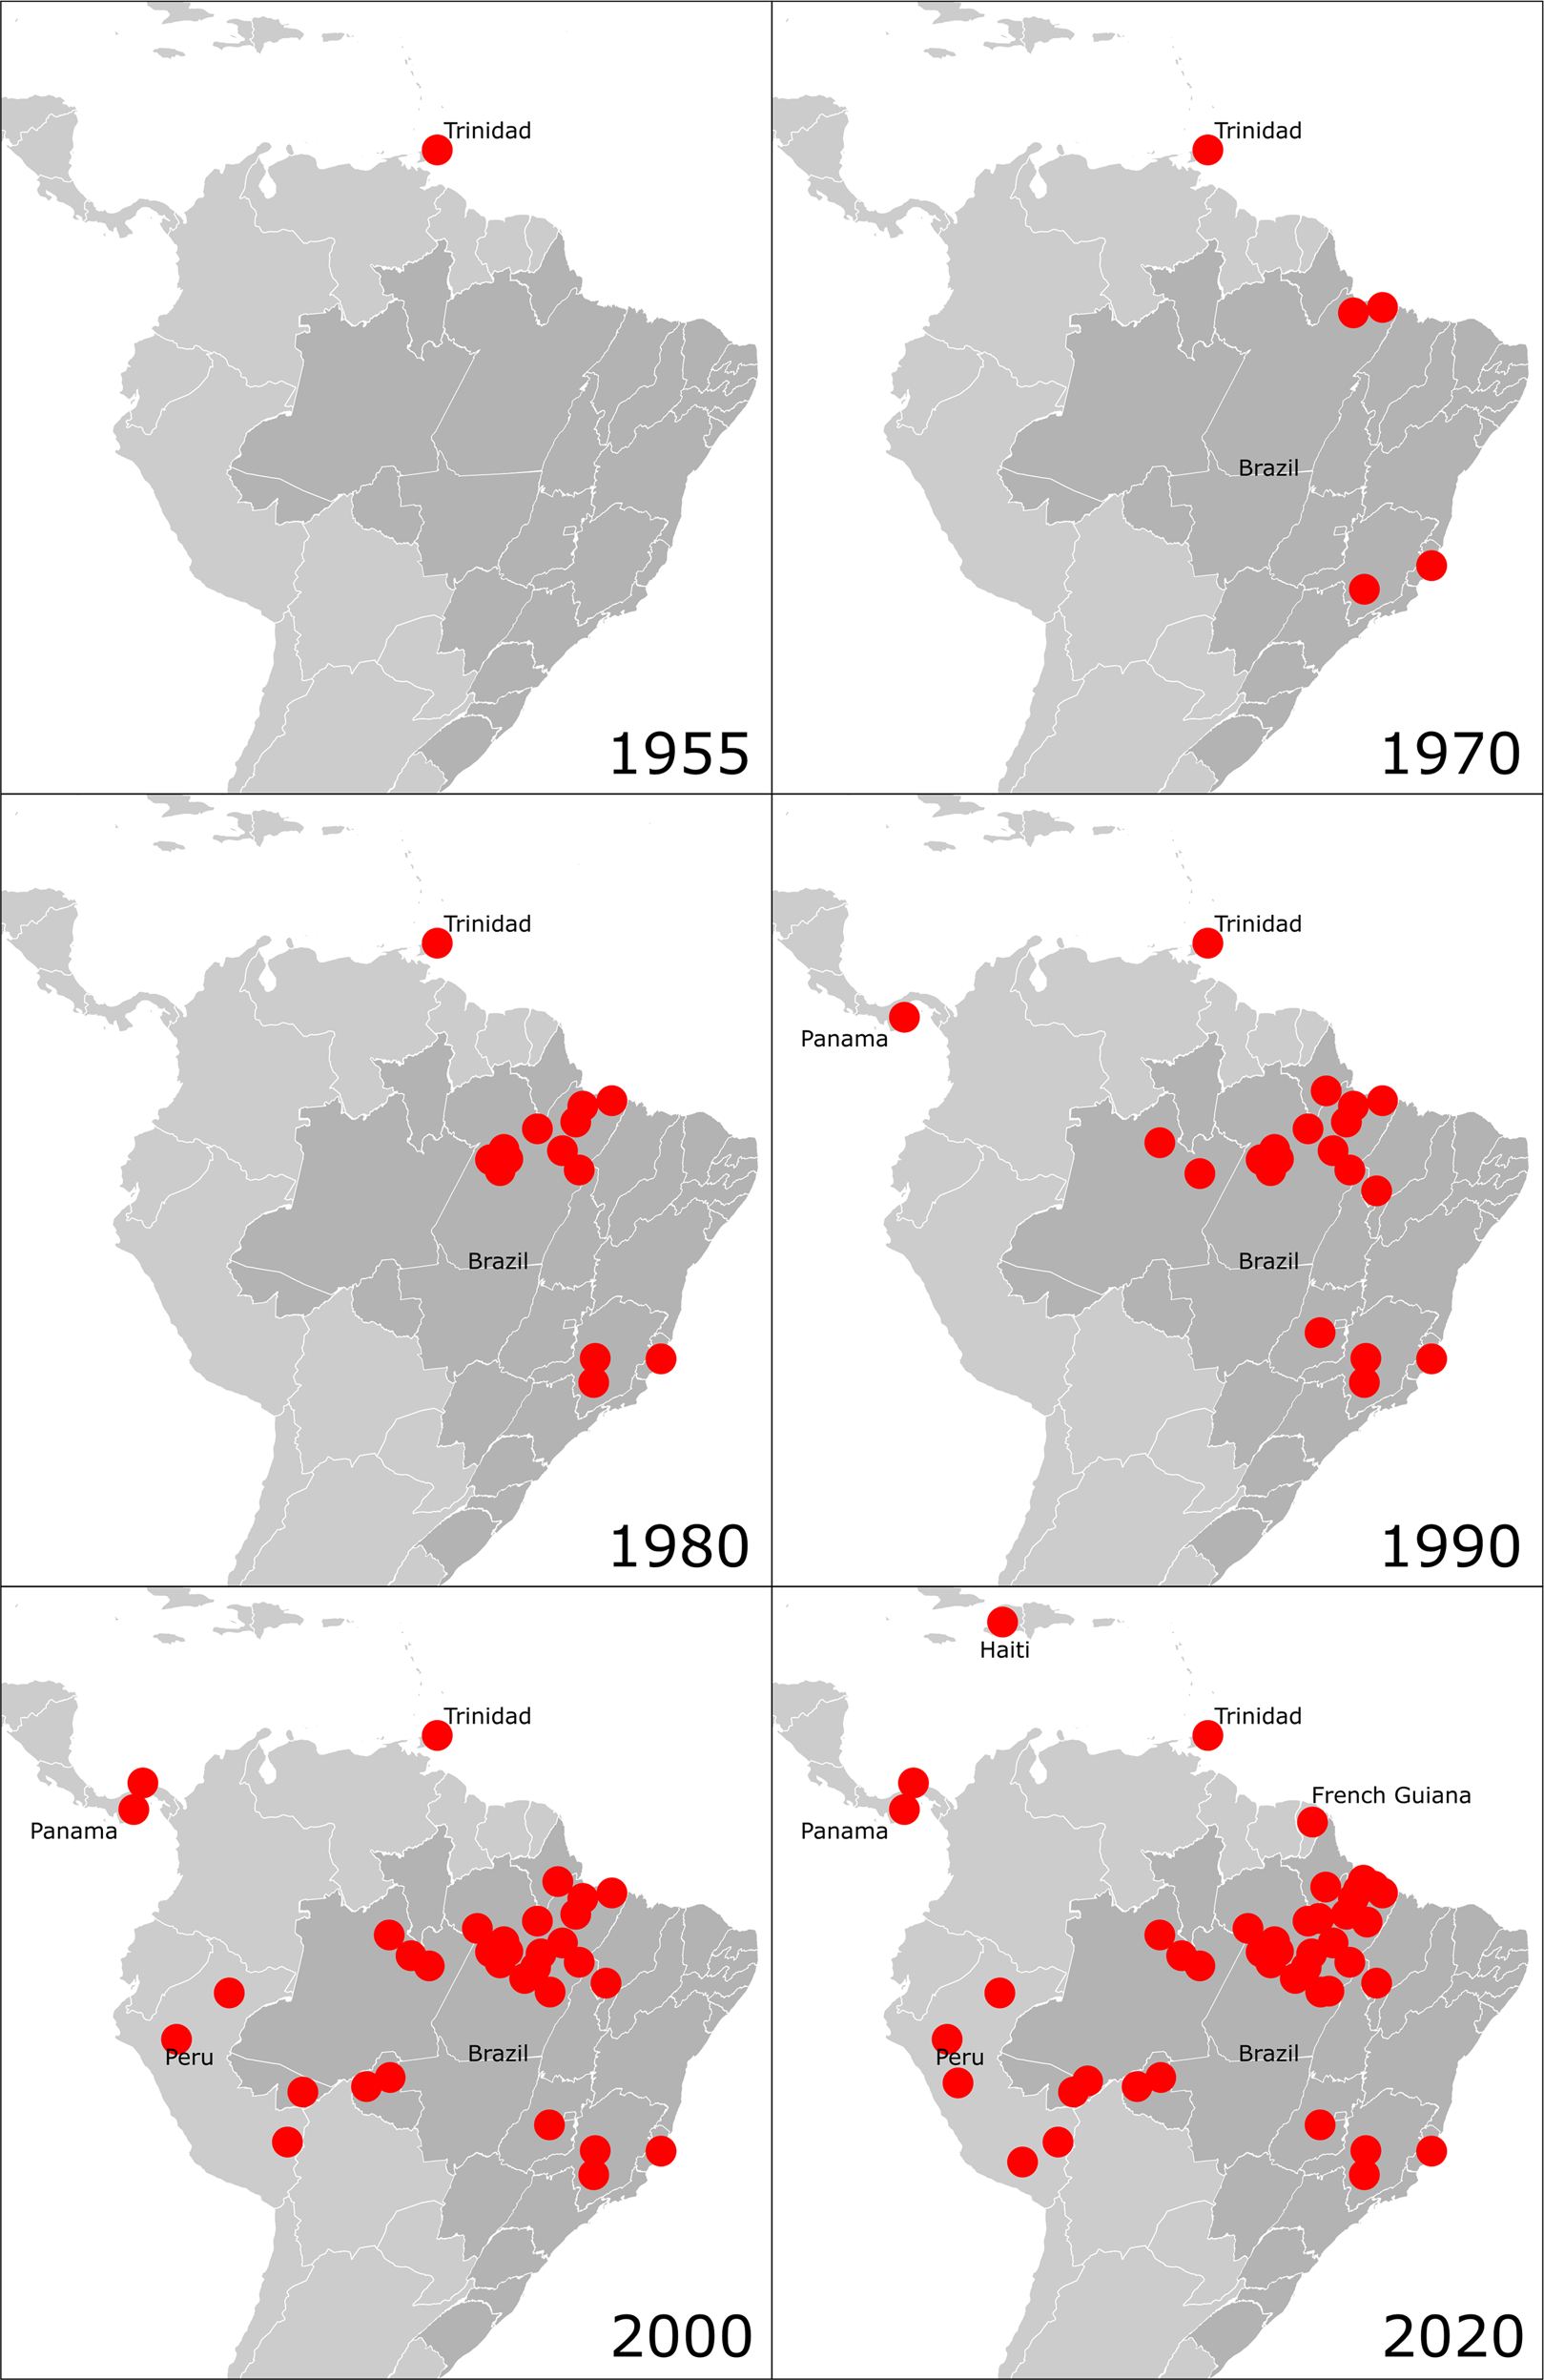 Trinidad
1955
Trinidad
Brazil
1970
Trinidad
Brazil
1980
Trinidad
Panama
Brazil
1990
Trinidad
Panama
Peru
Brazil
2000
Haiti
Trinidad
French Guiana
Panama
Peru
Brazil
2020